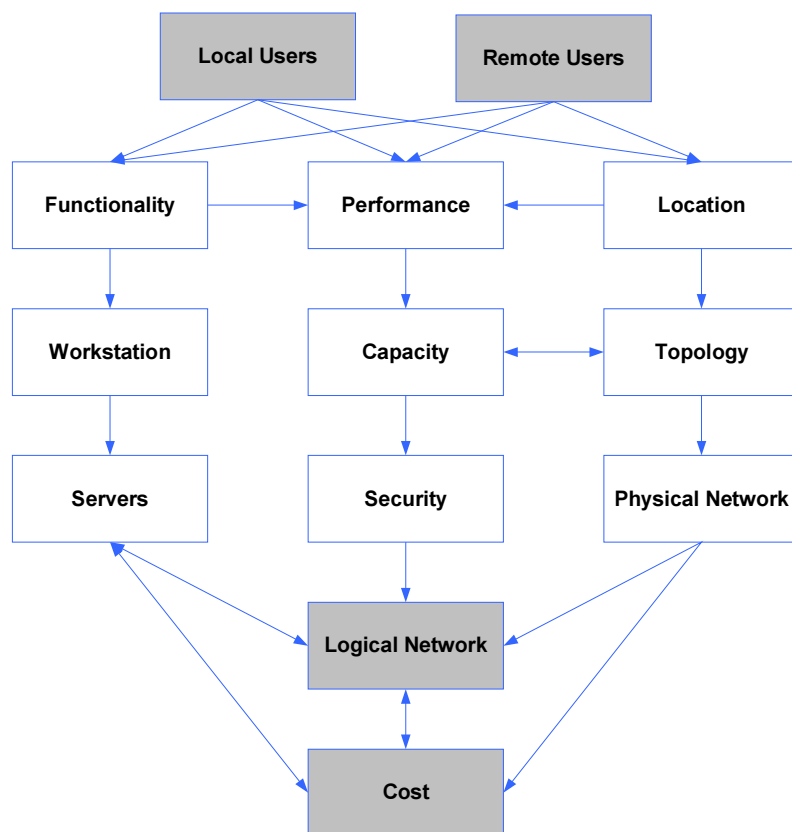 Local Users
Remote Users
Functionality
Performance
Location
Workstation
Capacity
Topology
Servers
Security
Physical Network
Logical Network
Cost